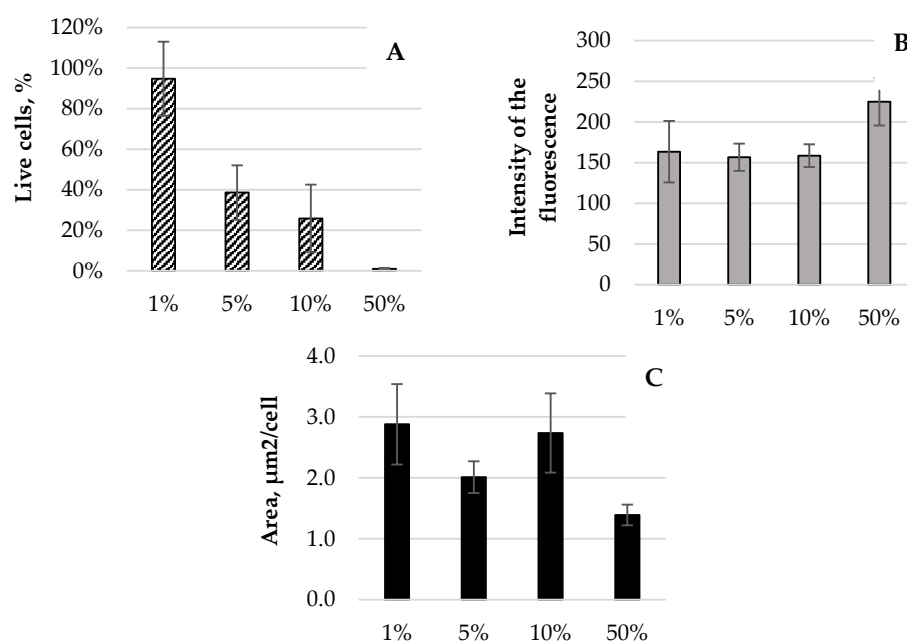 A
Live cells, %
120%
100%
80%
60%
40%
20%
0%
1% 5% 10% 50%
B
Intensity of the
fluorescence
300
250
200
150
100
50
0
1% 5% 10% 50%
C
Area, µm2/cell
4.0
3.0
2.0
1.0
0.0
1% 5% 10% 50%